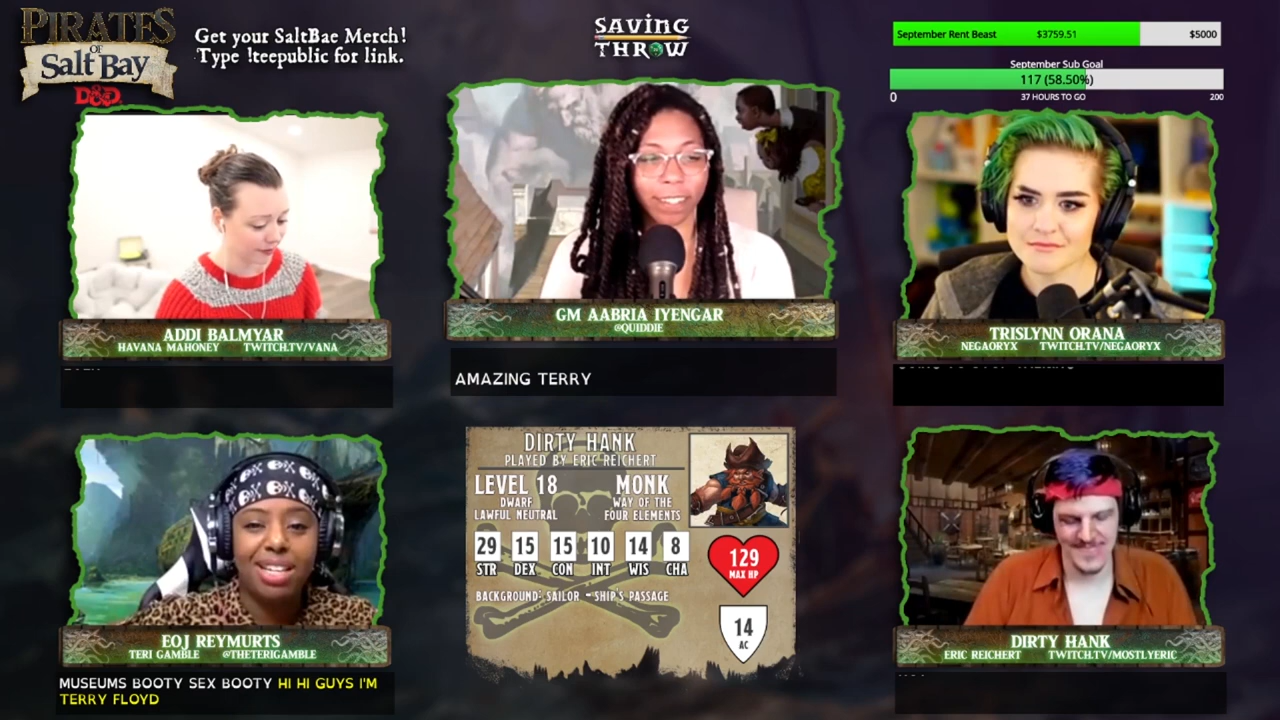 PIRATES
OF
Salt Bay
D&D
Get your SaltBae Merch!
Type !teepublic for link.
SAVING
THROW
September Rent Beast $3759.51 $5000
September Sub Goal
117 (58.50%)
0 37 HOURS TO GO 200
ADDI BALMYAR
HAVANA MAHONEY TWITCH.TV/VANA
GM AABRIA IYENGAR
@QUIDDIE
AMAZING TERRY
TRISLYNN ORANA
NEGAORYX TWITCH.TV/NEGAORYX
EOJ REYMURTS
TERI GAMBLE @THETERIGAMBLE
MUSEUMS BOOTY SEX BOOTY HI HI GUYS I'M
TERRY FLOYD
DIRTY HANK
PLAYED BY ERIC REICHERT
LEVEL 18 MONK
DWARF WAY OF THE
LAWFUL NEUTRAL FOUR ELEMENTS
29 15 15 10 14 8
STR DEX CON INT WIS CHA
BACKGROUND: SAILOR - SHIP'S PASSAGE
129
MAX HP
14
AC
DIRTY HANK
ERIC REICHERT TWITCH.TV/MOSTLYERIC